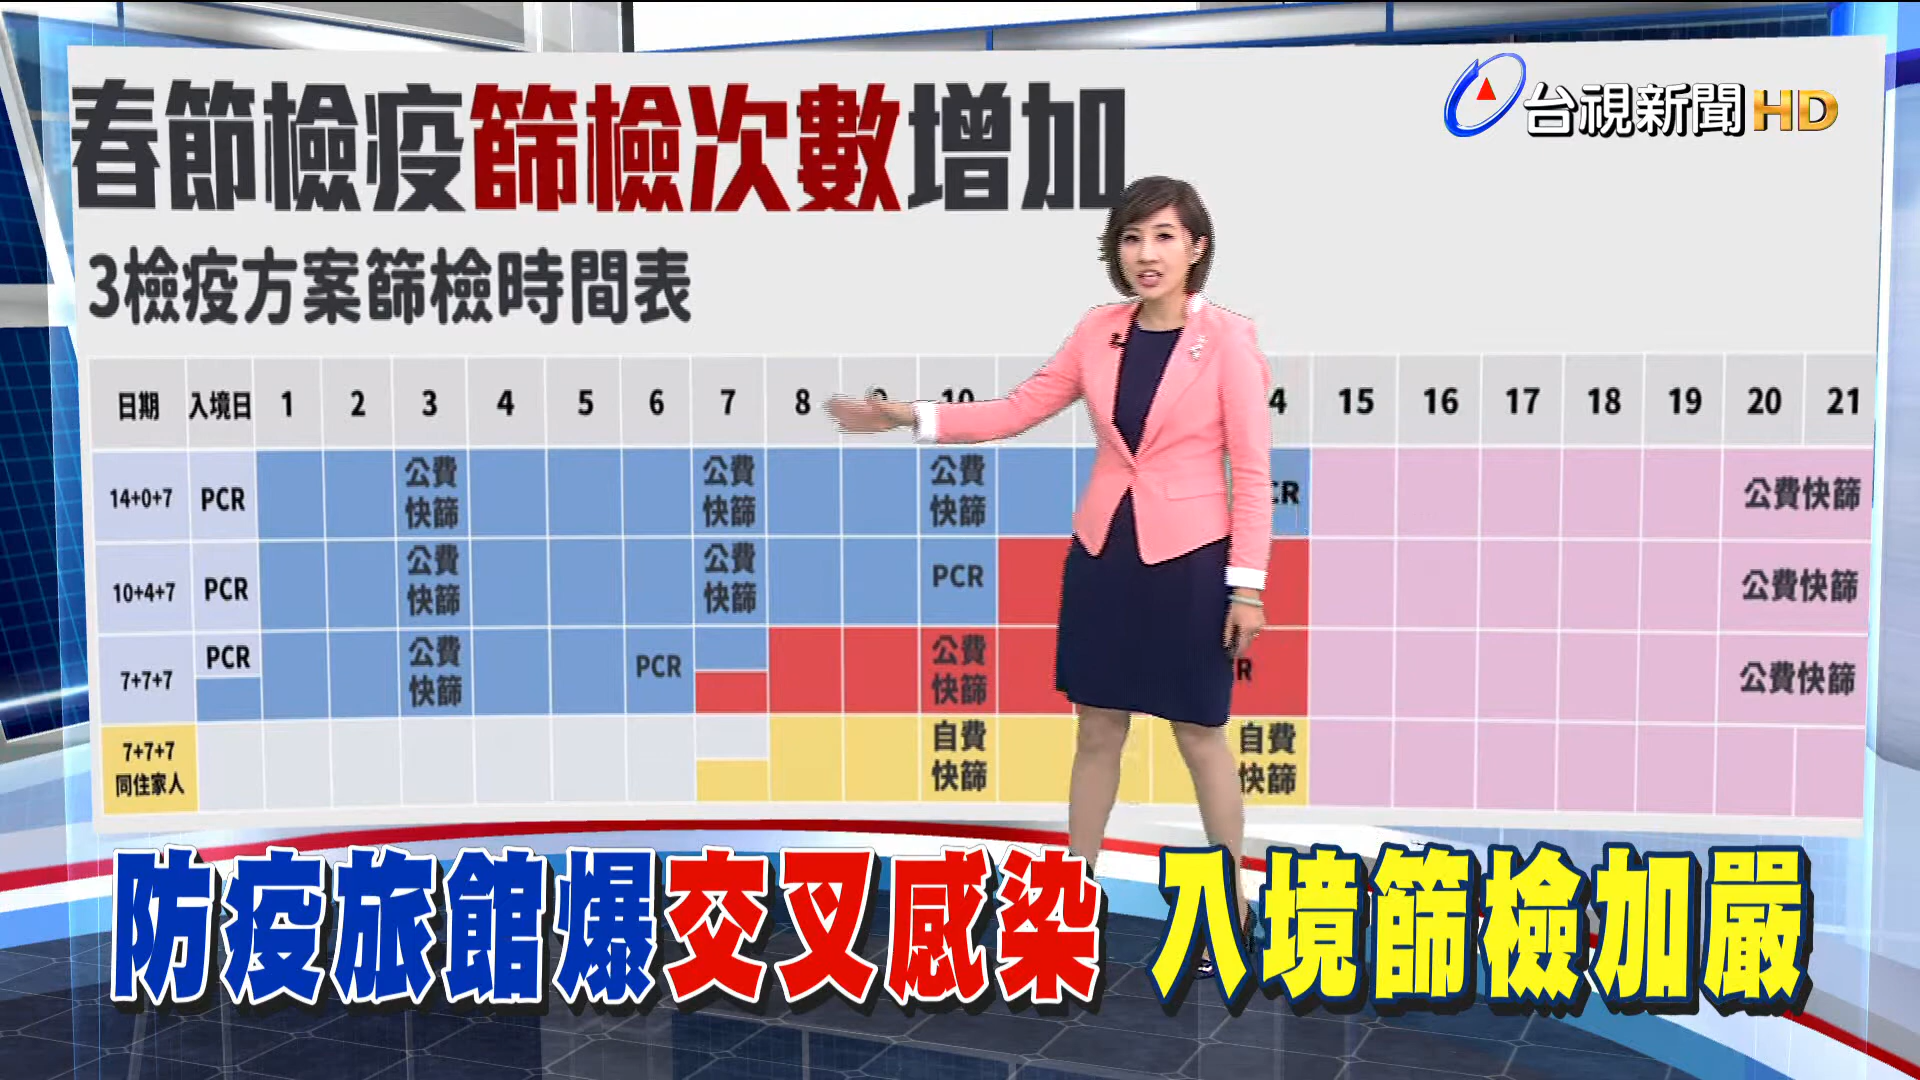 台視新聞HD
春節檢疫篩檢次數增加
3檢疫方案篩檢時間表
日期 入境日 1 2 3 4 5 6 7 8 9 10 4 15 16 17 18 19 20 21
14+0+7 PCR 公費快篩 公費快篩 公費快篩 CR 公費快篩
10+4+7 PCR 公費快篩 公費快篩 PCR 公費快篩
7+7+7 PCR 公費快篩 PCR 公費快篩 R 公費快篩
7+7+7同住家人 自費快篩 自費快篩
防疫旅館爆交叉感染 入境篩檢加嚴